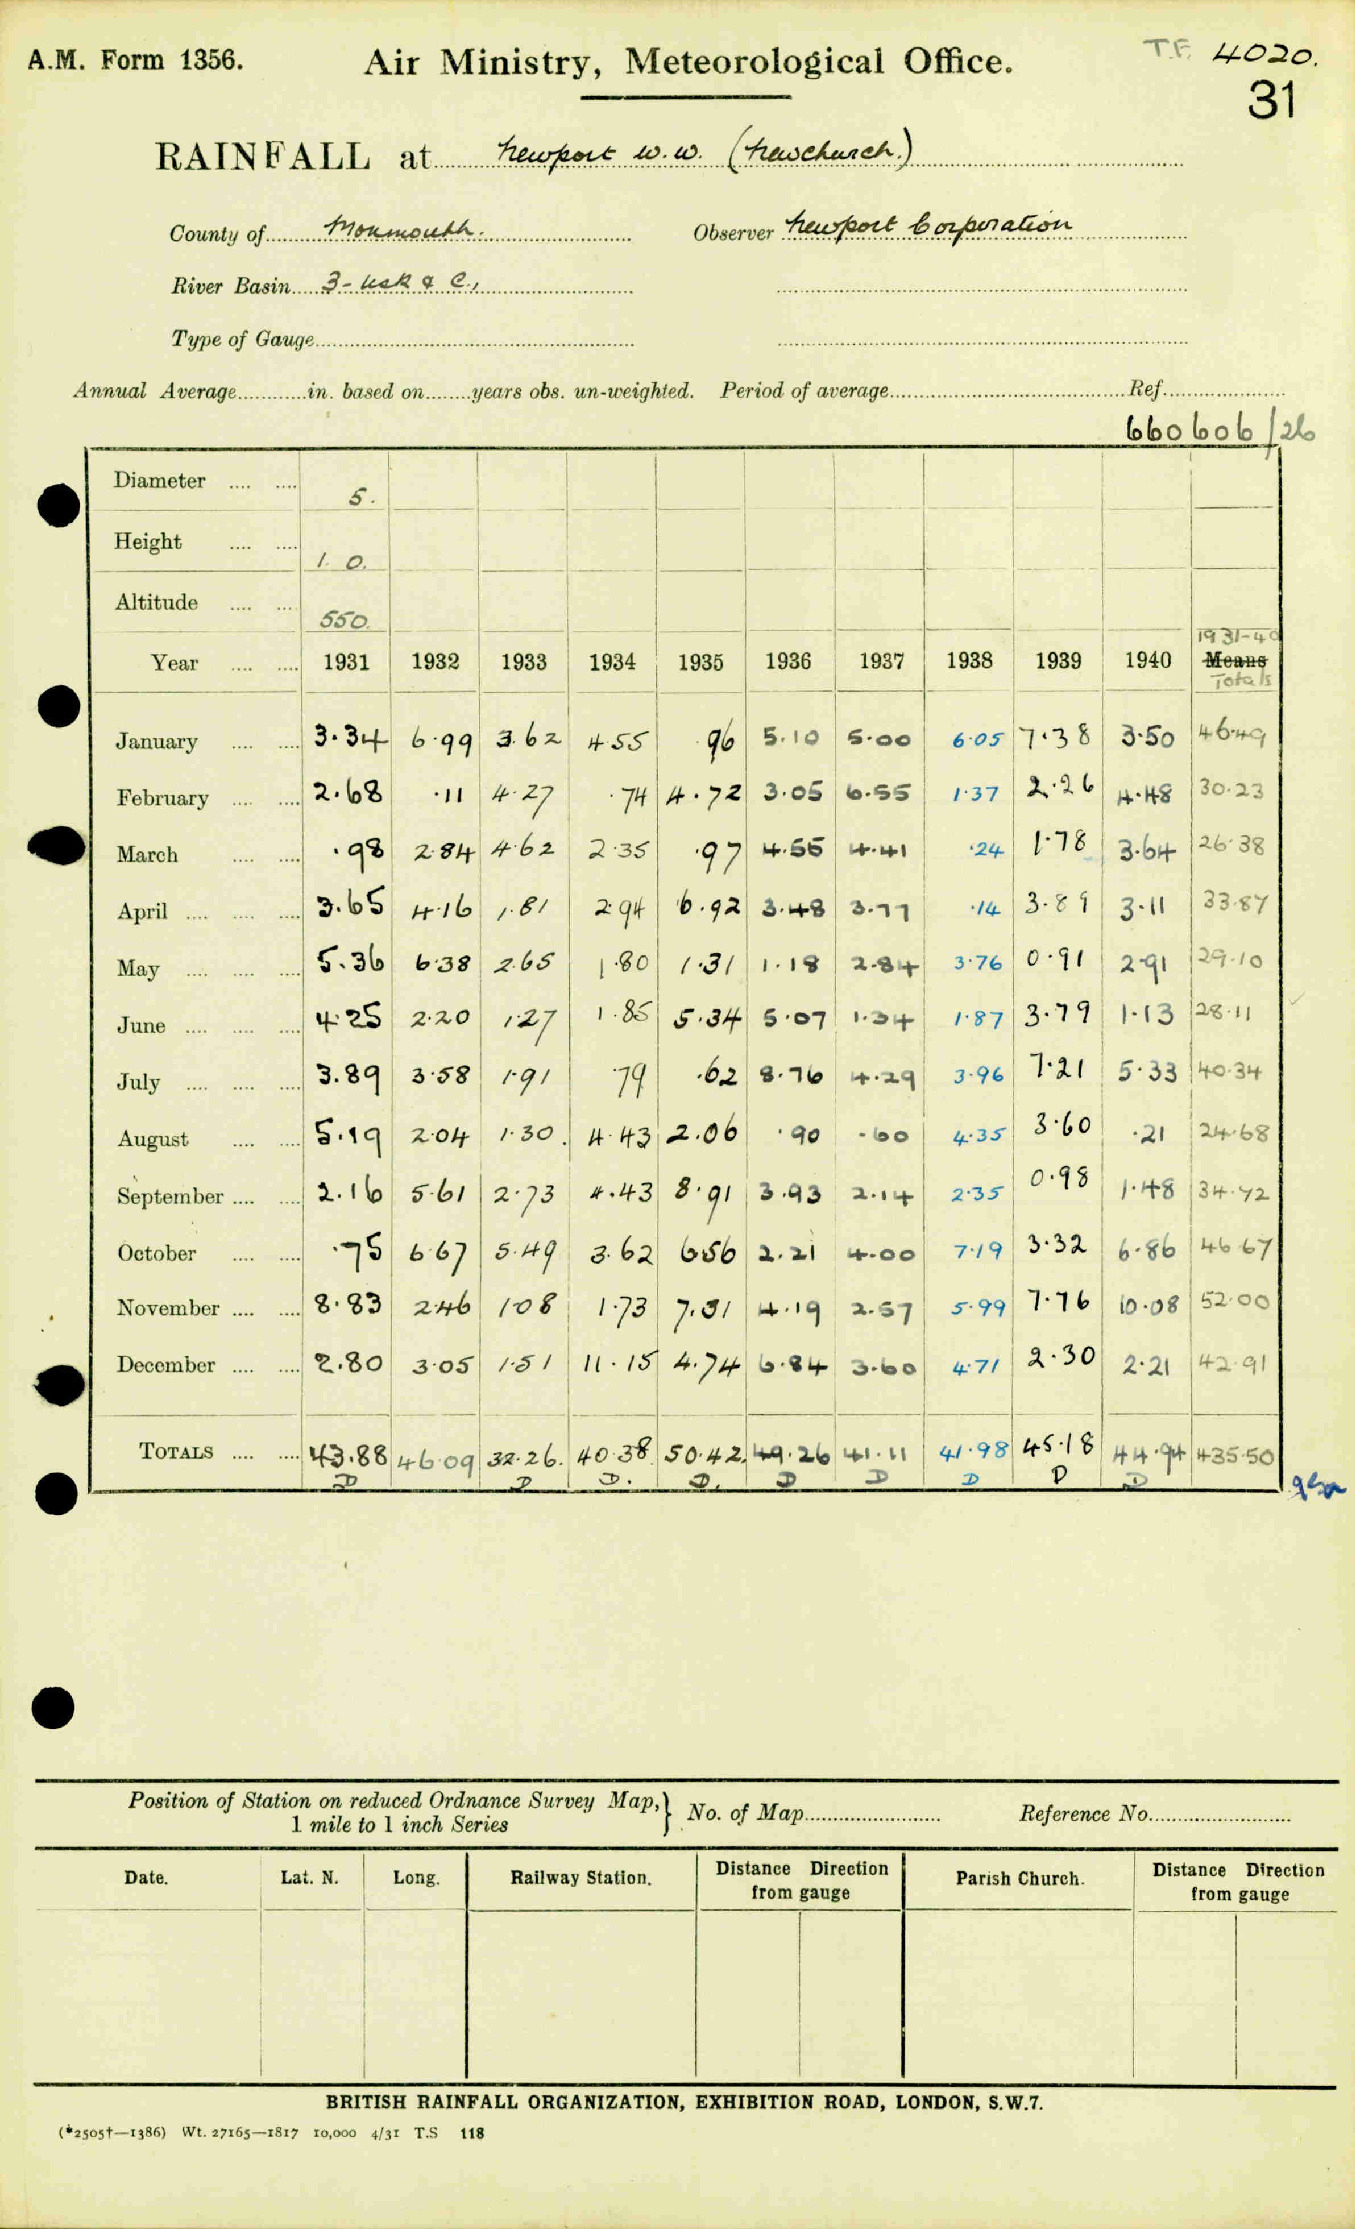 A.M. Form 1356. Air Ministry, Meteorological Office. T.F. 4020.
31
RAINFALL at Newport W.W. (Newchurch.)
County of Monmouth. Observer Newport Corporation
River Basin 3 - Usk & C.,
Type of Gauge
Annual Average in. based on years obs. un-weighted. Period of average Ref.
660606/26
Diameter 5.
Height 1. 0.
Altitude 550.
1931-40
Year 1931 1932 1933 1934 1935 1936 1937 1938 1939 1940 Means
Totals
January 3.34 6.99 3.62 4.55 .96 5.10 5.00 6.05 7.38 3.50 46.49
February 2.68 .11 4.27 .74 4.72 3.05 6.55 1.37 2.26 4.48 30.23
March .98 2.84 4.62 2.35 .97 4.55 4.41 .24 1.78 3.64 26.38
April 3.65 4.16 1.81 2.94 6.92 3.48 3.77 .14 3.89 3.11 33.87
May 5.36 6.38 2.65 1.80 1.31 1.18 2.84 3.76 0.91 2.91 29.10
June 4.25 2.20 1.27 1.85 5.34 5.07 1.34 1.87 3.79 1.13 28.11
July 3.89 3.58 1.91 .79 .62 8.76 4.29 3.96 7.21 5.33 40.34
August 5.19 2.04 1.30 4.43 2.06 .90 .60 4.35 3.60 .21 24.68
September 2.16 5.61 2.73 4.43 8.91 3.93 2.14 2.35 0.98 1.48 34.72
October .75 6.67 5.49 3.62 6.56 2.21 4.00 7.19 3.32 6.86 46.67
November 8.83 2.46 1.08 1.73 7.31 4.19 2.57 5.99 7.76 10.08 52.00
December 2.80 3.05 1.51 11.15 4.74 6.84 3.60 4.71 2.30 2.21 42.91
TOTALS 43.88 46.09 32.26. 40.38 50.42. 49.26 41.11 41.98 45.18 44.94 435.50
D D D. D. D D D D D
Position of Station on reduced Ordnance Survey Map,
1 mile to 1 inch Series
No. of Map Reference No.
Date. Lat. N. Long. Railway Station. Distance Direction from gauge Parish Church. Distance Direction from gauge
BRITISH RAINFALL ORGANIZATION, EXHIBITION ROAD, LONDON, S.W.7.
(*2505†—1386) Wt. 27165—1817 10,000 4/31 T.S 118